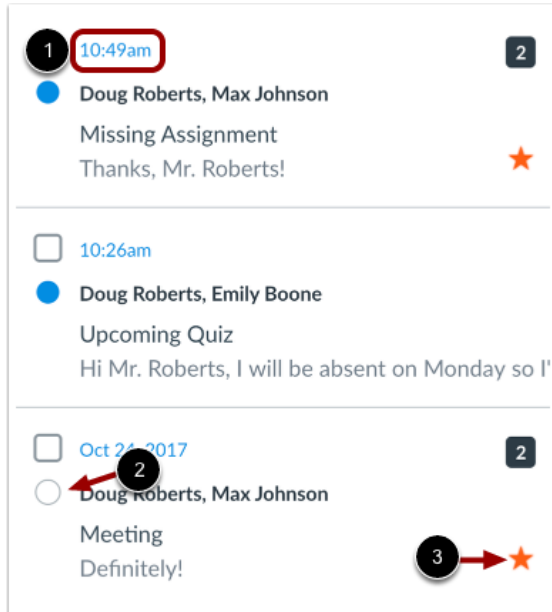 1 10:49am 2
Doug Roberts, Max Johnson
Missing Assignment
Thanks, Mr. Roberts!
10:26am
Doug Roberts, Emily Boone
Upcoming Quiz
Hi Mr. Roberts, I will be absent on Monday so I'
Oct 24, 2017 2
2
Doug Roberts, Max Johnson
Meeting
3
Definitely!